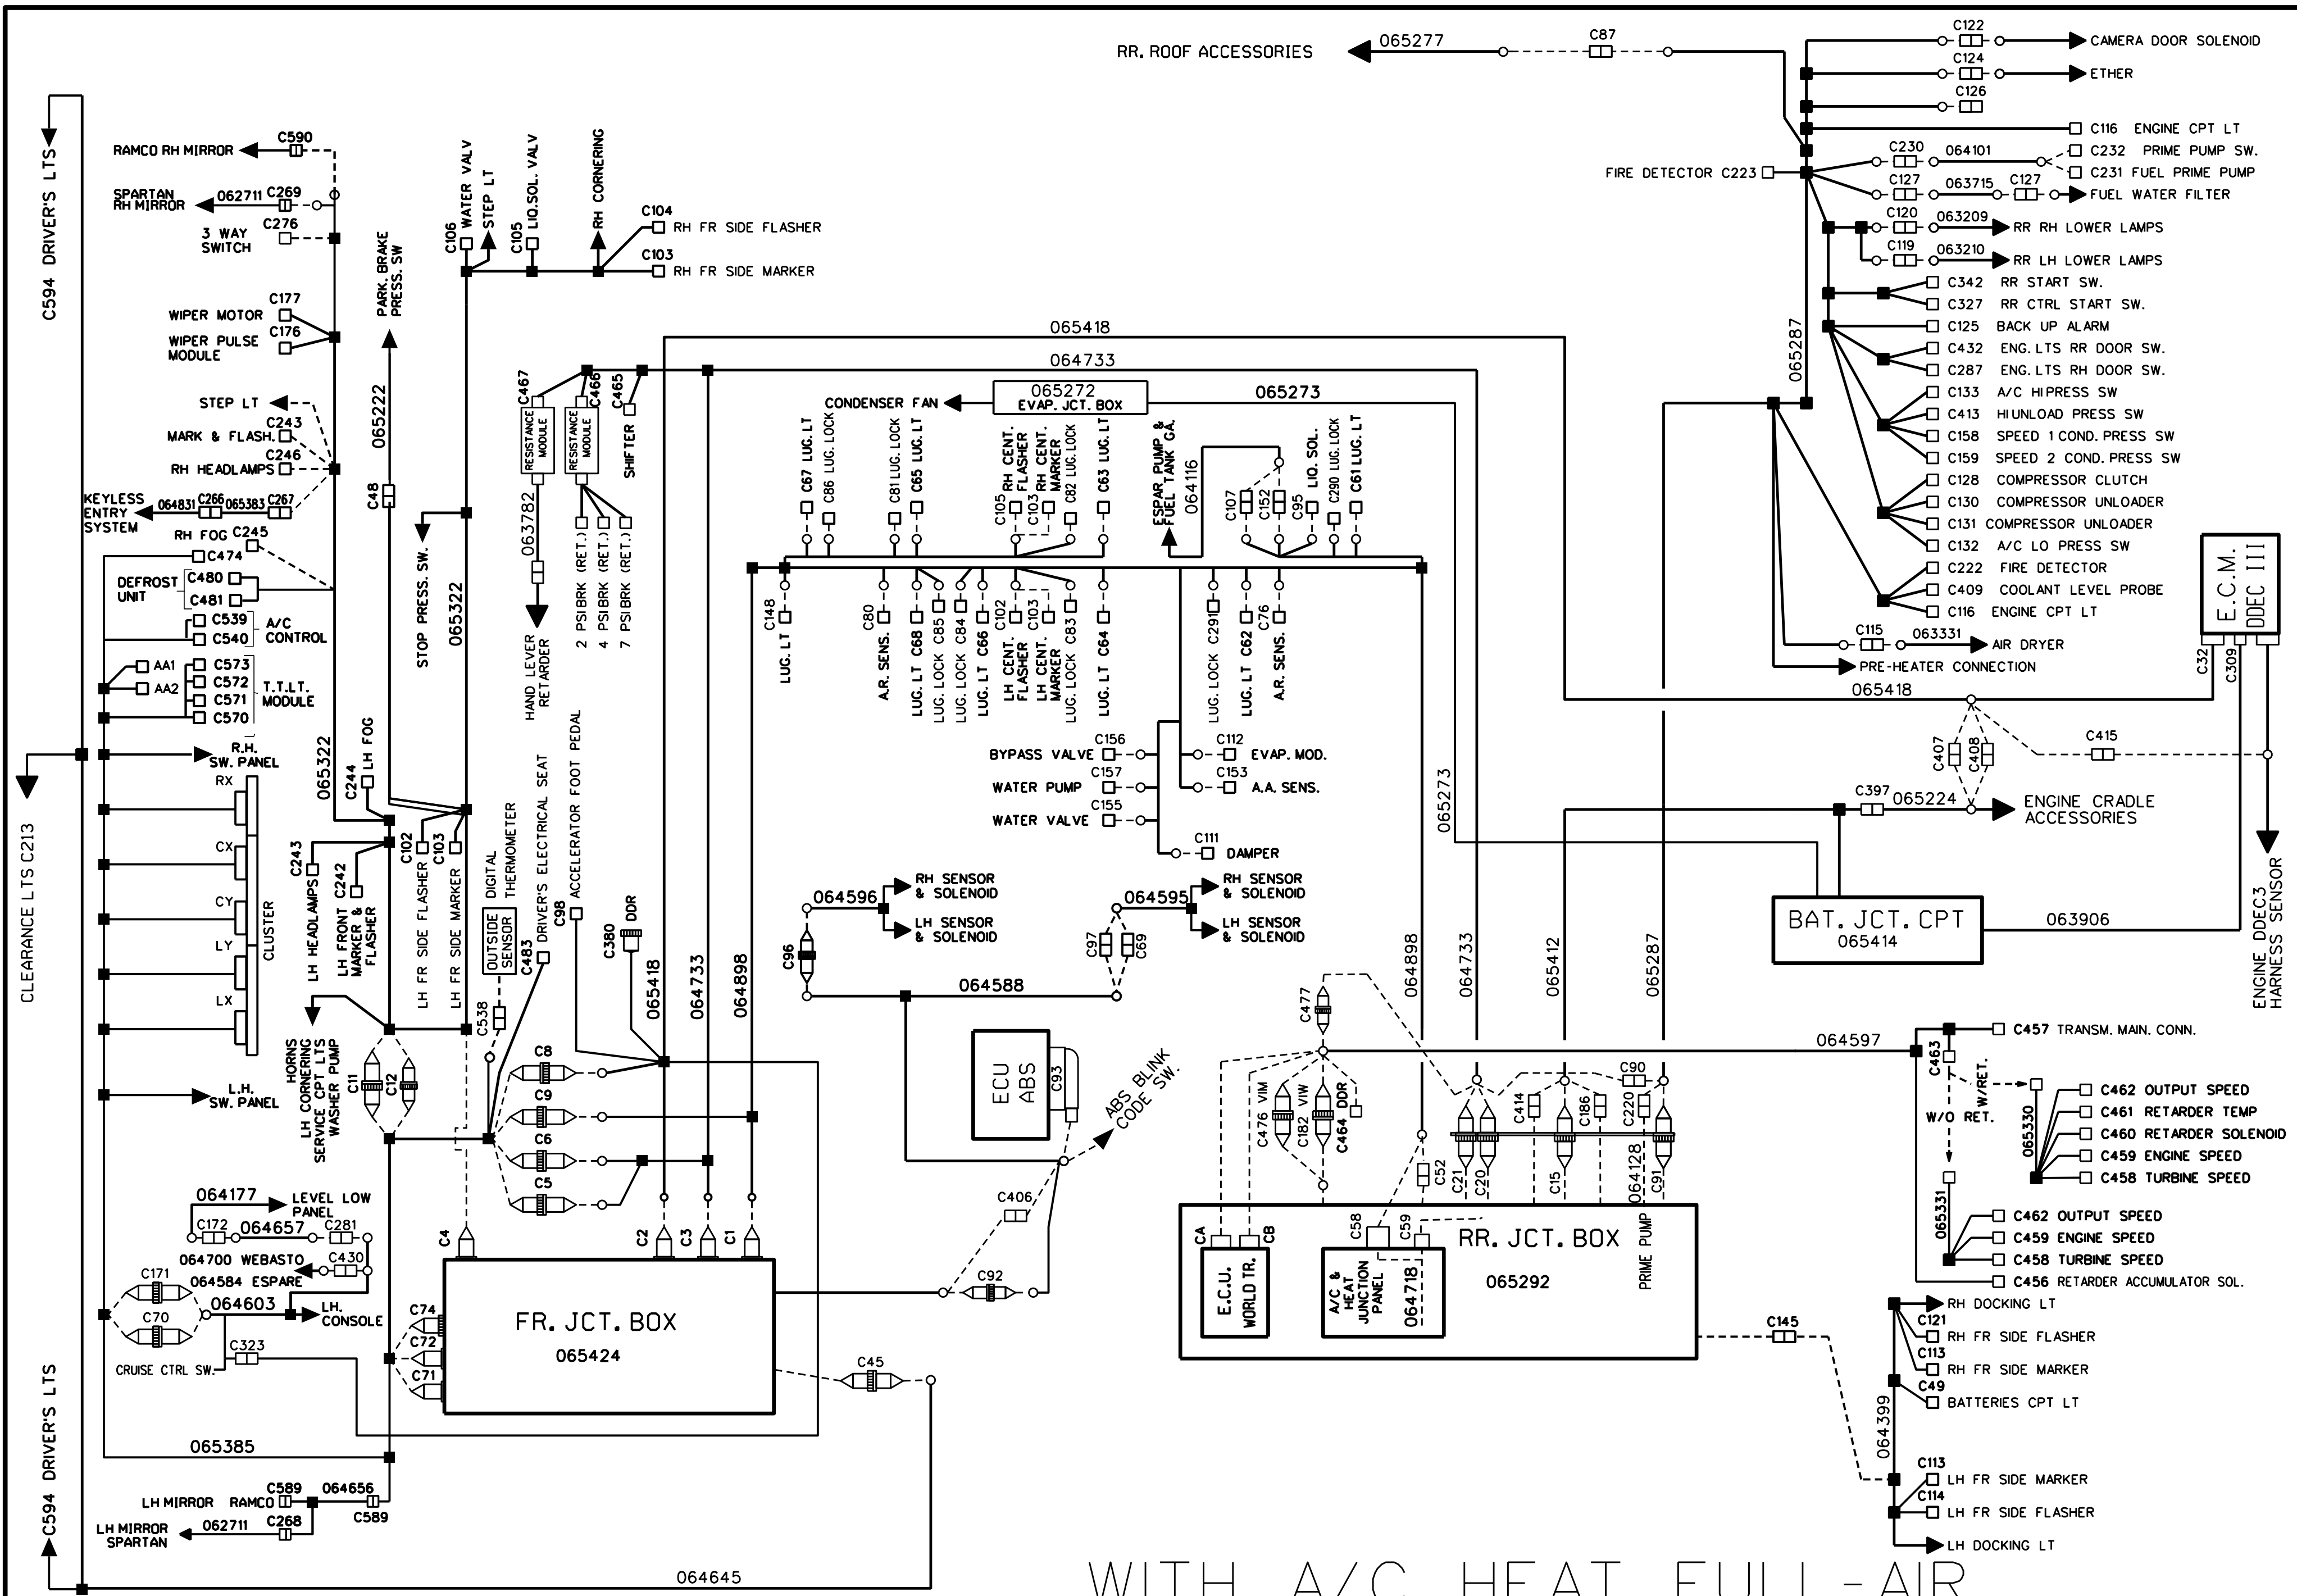 RR. ROOF ACCESSORIES
065277
C87
C122
CAMERA DOOR SOLENOID
C124
ETHER
C126
C116 ENGINE CPT LT
C230
064101
C232 PRIME PUMP SW.
C231 FUEL PRIME PUMP
FIRE DETECTOR C223
C127
063715
C127
FUEL WATER FILTER
C120
063209
RR RH LOWER LAMPS
C119
063210
RR LH LOWER LAMPS
C342 RR START SW.
C327 RR CTRL START SW.
C125 BACK UP ALARM
C432 ENG. LTS RR DOOR SW.
C287 ENG. LTS RH DOOR SW.
C133 A/C HI PRESS SW
C413 HI UNLOAD PRESS SW
C158 SPEED 1 COND. PRESS SW
C159 SPEED 2 COND. PRESS SW
C128 COMPRESSOR CLUTCH
C130 COMPRESSOR UNLOADER
C131 COMPRESSOR UNLOADER
C132 A/C LO PRESS SW
C222 FIRE DETECTOR
C409 COOLANT LEVEL PROBE
C116 ENGINE CPT LT
C115
063331
AIR DRYER
PRE-HEATER CONNECTION
065287
065418
E.C.M.
DDEC III
C32
C309
C407
C408
C415
C397
065224
ENGINE CRADLE
ACCESSORIES
BAT. JCT. CPT
065414
063906
ENGINE DDEC3
HARNESS SENSOR
C594 DRIVER'S LTS
C590
RAMCO RH MIRROR
SPARTAN
RH MIRROR
062711
C269
C276
3 WAY
SWITCH
C177
WIPER MOTOR
C176
WIPER PULSE
MODULE
STEP LT
C243
MARK & FLASH.
C246
RH HEADLAMPS
KEYLESS
ENTRY
SYSTEM
064831
C266
065383
C267
RH FOG
C245
C474
DEFROST
UNIT
C480
C481
C539
C540
A/C
CONTROL
AA1
AA2
C573
C572
C571
C570
T.T.LT.
MODULE
R.H.
SW. PANEL
RX
CX
CY
LY
LX
CLUSTER
L.H.
SW. PANEL
CLEARANCE LTS C213
PARK. BRAKE
PRESS. SW
065222
C48
065322
C244
LH FOG
C243
LH HEADLAMPS
C242
LH FRONT
MARKER &
FLASHER
HORNS
LH CORNERING
SERVICE CPT LTS
WASHER PUMP
C11
C12
C106
WATER VALV
STEP LT
C105
LIQ.SOL. VALV
RH CORNERING
C104
RH FR SIDE FLASHER
C103
RH FR SIDE MARKER
STOP PRESS. SW.
065322
C102
LH FR SIDE FLASHER
C103
LH FR SIDE MARKER
C467
RESISTANCE
MODULE
C466
RESISTANCE
MODULE
C465
SHIFTER
063782
HAND LEVER
RETARDER
2 PSI BRK (RET.)
4 PSI BRK (RET.)
7 PSI BRK (RET.)
DIGITAL
THERMOMETER
OUTSIDE
SENSOR
C538
C483
DRIVER'S ELECTRICAL SEAT
C98
ACCELERATOR FOOT PEDAL
C380
DDR
065418
064733
064898
065418
064733
CONDENSER FAN
065272
EVAP. JCT. BOX
065273
C67 LUG. LT
C86 LUG. LOCK
C81 LUG. LOCK
C65 LUG. LT
C105
RH CENT.
FLASHER
C103
RH CENT.
MARKER
C82 LUG. LOCK
C63 LUG. LT
ESPAR PUMP &
FUEL TANK GA.
064116
C107
C152
C95
LIQ. SOL.
C290 LUG. LOCK
C61 LUG. LT
C148
LUG. LT
C80
A.R. SENS.
LUG. LT C68
LUG. LOCK C85
LUG. LOCK C84
LUG. LT C66
C102
LH CENT.
FLASHER
C103
LH CENT.
MARKER
LUG. LOCK C83
LUG. LT C64
LUG. LOCK C291
LUG. LT C62
C76
A.R. SENS.
C156
BYPASS VALVE
C157
WATER PUMP
C155
WATER VALVE
C112
EVAP. MOD.
C153
A.A. SENS.
C111
DAMPER
064596
RH SENSOR
& SOLENOID
LH SENSOR
& SOLENOID
064595
RH SENSOR
& SOLENOID
LH SENSOR
& SOLENOID
C96
C97
C69
064588
065273
064898
064733
065412
065287
C8
C9
C6
C5
ECU
ABS
C93
ABS BLINK
CODE SW.
C406
C92
C45
C4
C2
C3
C1
C74
C72
C71
FR. JCT. BOX
065424
064177
LEVEL LOW
PANEL
C172
064657
C281
064700 WEBASTO
C430
064584 ESPARE
C171
C70
064603
LH.
CONSOLE
C323
CRUISE CTRL SW.
065385
C594 DRIVER'S LTS
LH MIRROR RAMCO
C589
064656
C589
LH MIRROR
SPARTAN
062711
C268
064645
C477
C476 VIM
C182 VIW
C464 DDR
C52
C21
C20
C414
C15
C186
C220
C90
C91
064128
PRIME PUMP
CA
CB
E.C.U.
WORLD TR.
C58
C59
A/C &
HEAT
JUNCTION
PANEL
064718
RR. JCT. BOX
065292
064597
C457 TRANSM. MAIN. CONN.
C463
W/RET.
W/O RET.
065330
C462 OUTPUT SPEED
C461 RETARDER TEMP
C460 RETARDER SOLENOID
C459 ENGINE SPEED
C458 TURBINE SPEED
065331
C462 OUTPUT SPEED
C459 ENGINE SPEED
C458 TURBINE SPEED
C456 RETARDER ACCUMULATOR SOL.
C145
RH DOCKING LT
C121
RH FR SIDE FLASHER
C113
RH FR SIDE MARKER
C49
BATTERIES CPT LT
064399
C113
LH FR SIDE MARKER
C114
LH FR SIDE FLASHER
LH DOCKING LT
WITH A/C HEAT FULL-AIR